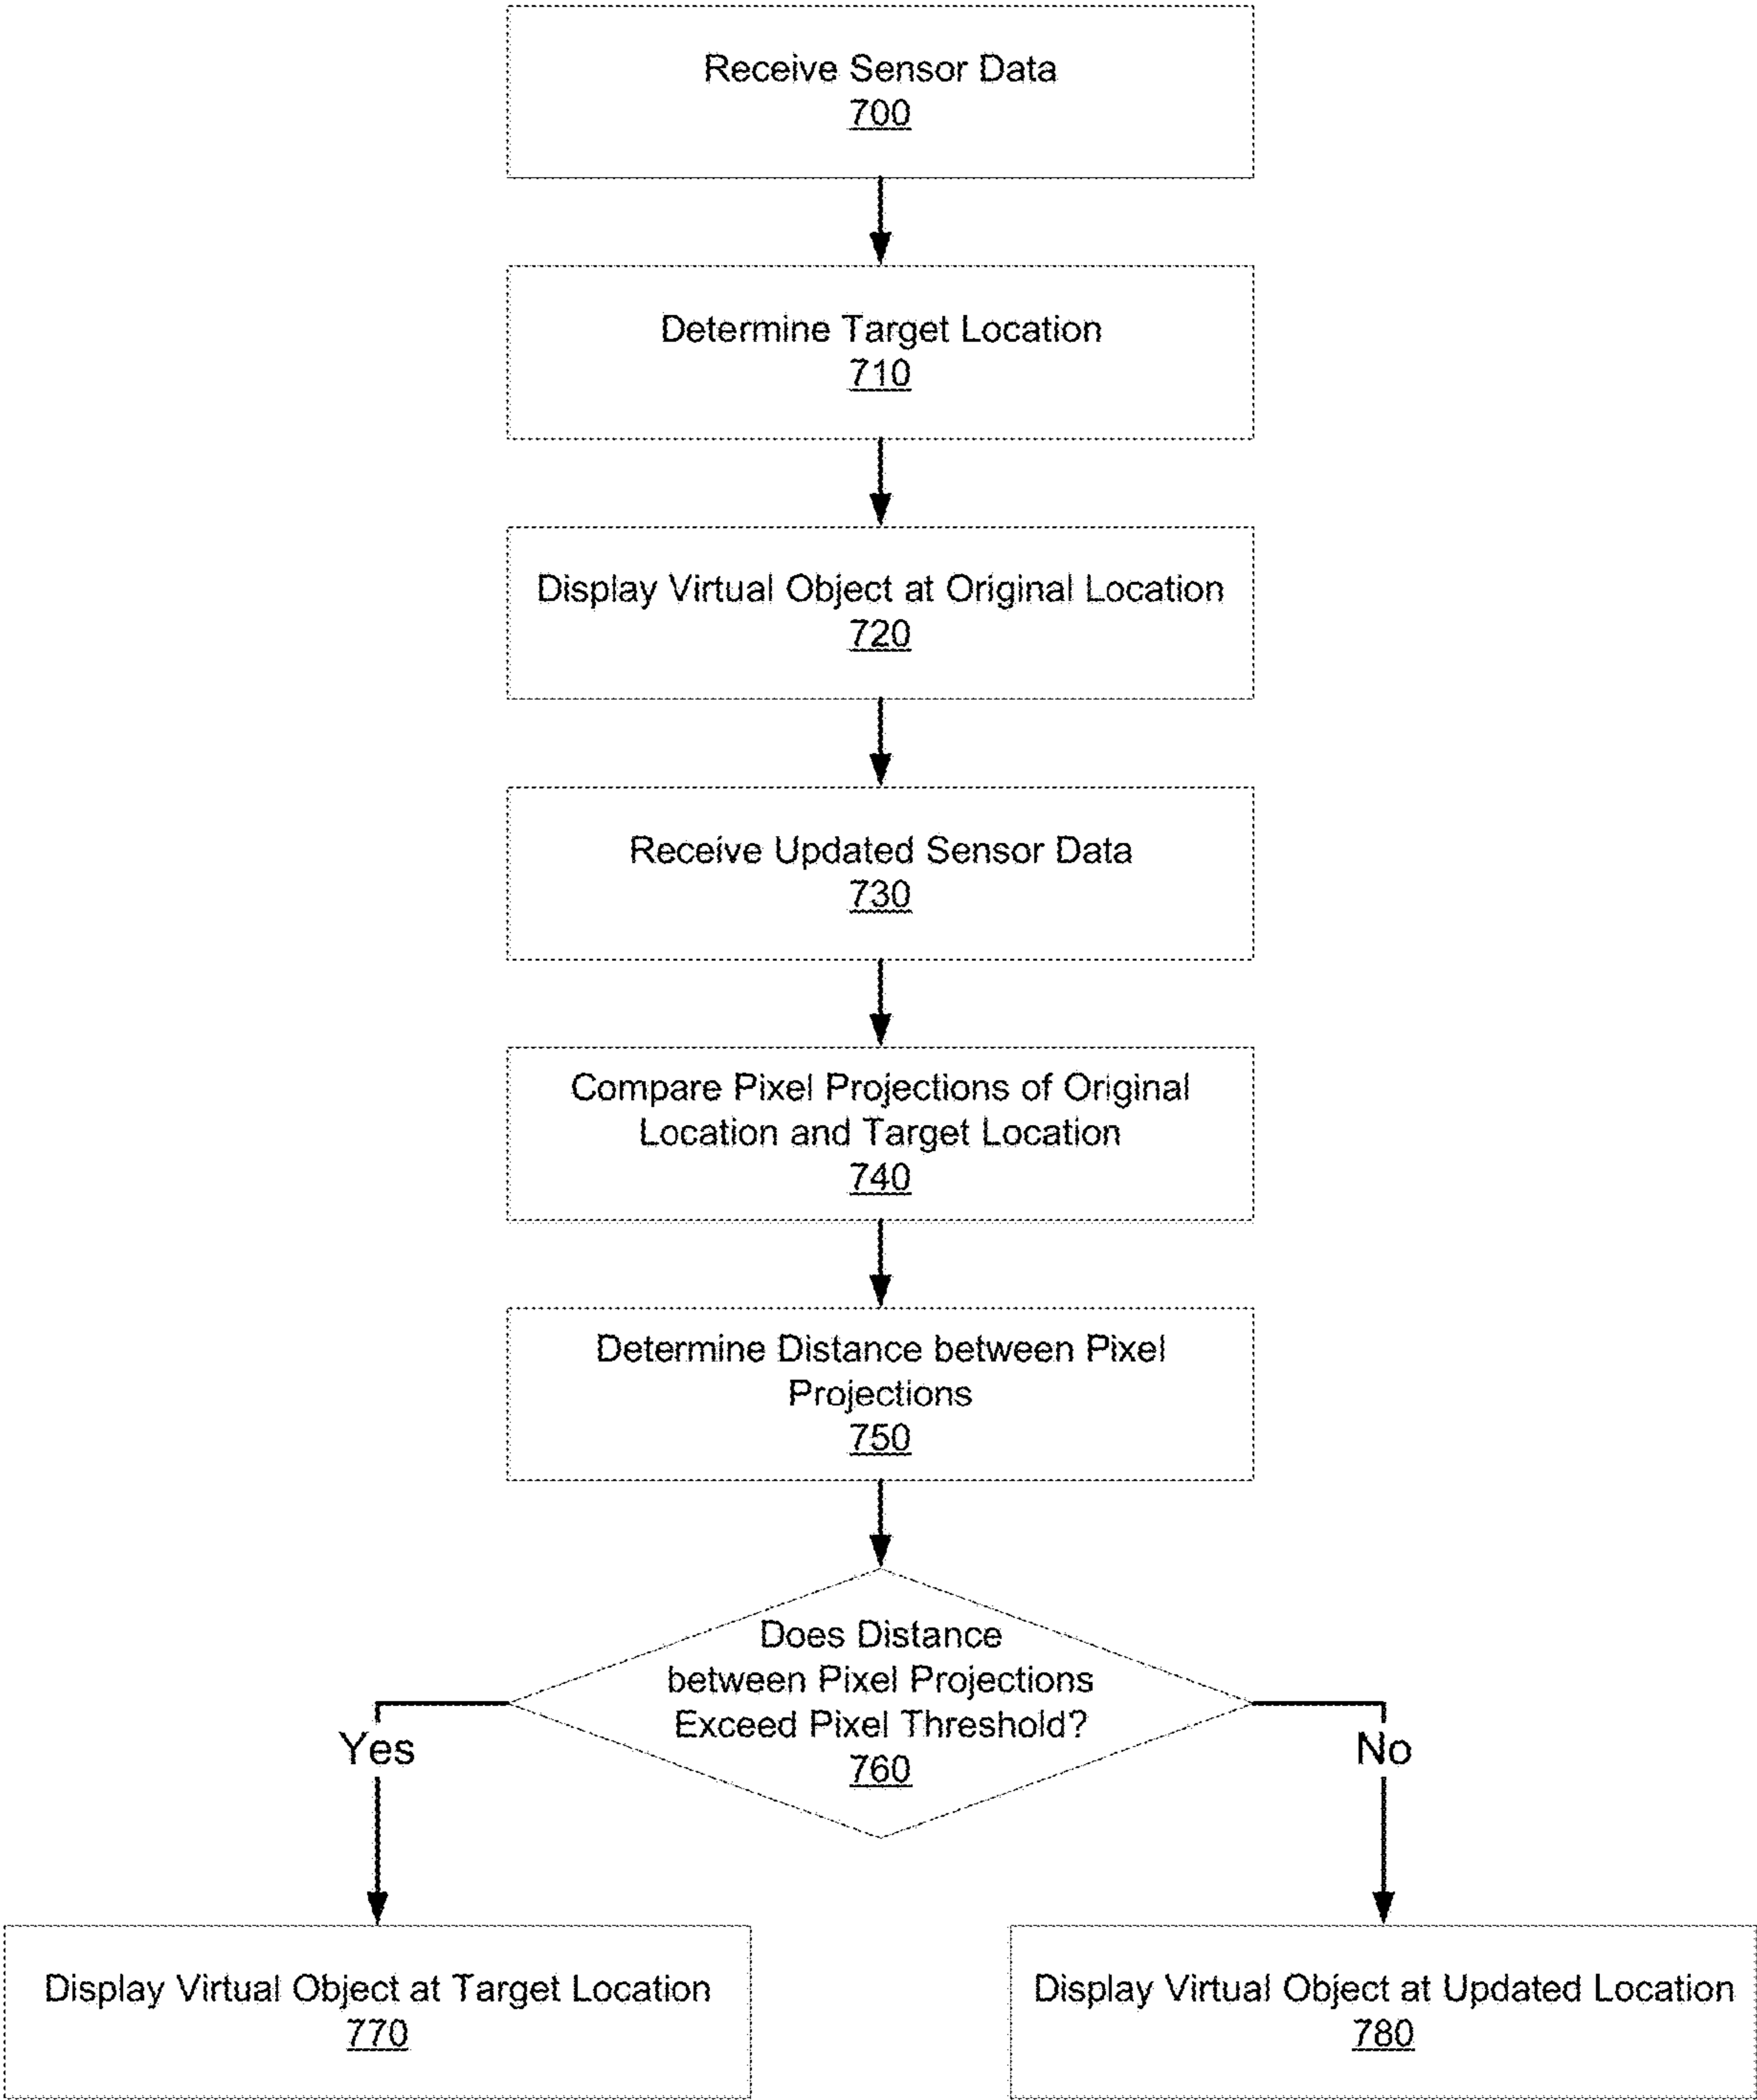 Receive Sensor Data
700
Determine Target Location
710
Display Virtual Object at Original Location
720
Receive Updated Sensor Data
730
Compare Pixel Projections of Original
Location and Target Location
740
Determine Distance between Pixel
Projections
750
Does Distance
between Pixel Projections
Exceed Pixel Threshold?
760
Yes
No
Display Virtual Object at Target Location
770
Display Virtual Object at Updated Location
780